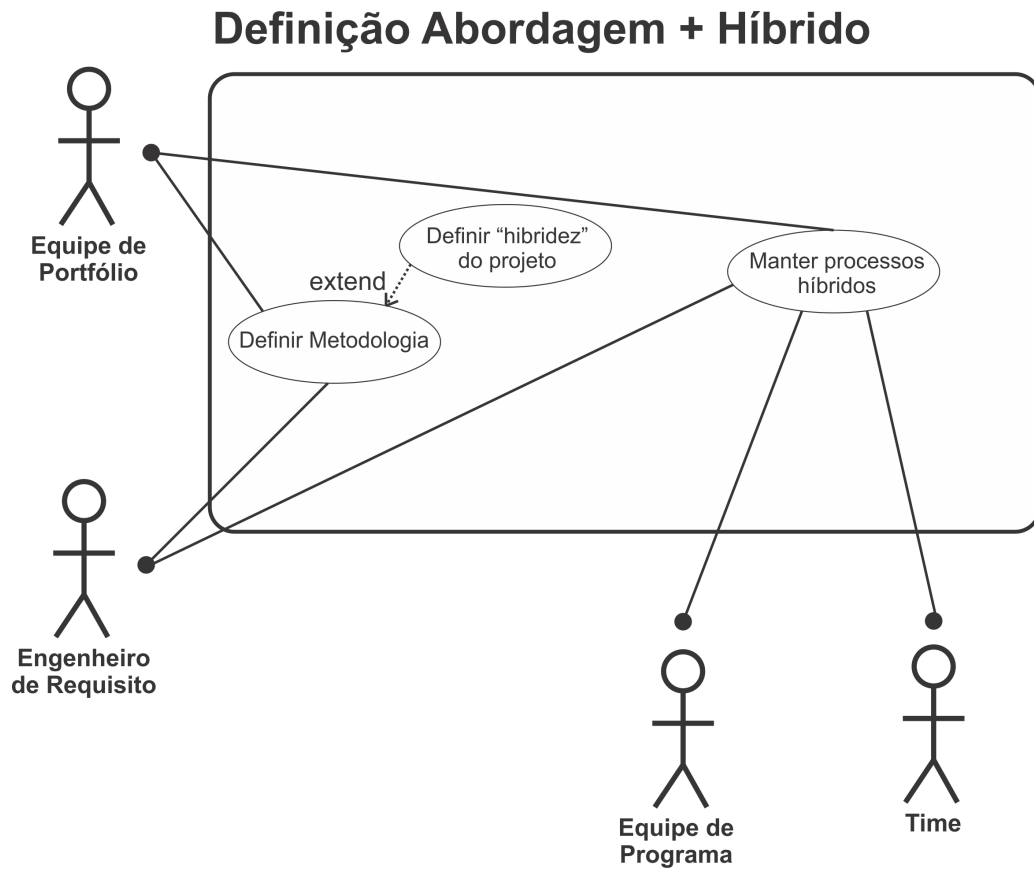 Definição Abordagem + Híbrido
Equipe de
Portfólio
Definir “hibridez”
do projeto
Manter processos
híbridos
extend
Definir Metodologia
Engenheiro
de Requisito
Equipe de
Programa
Time